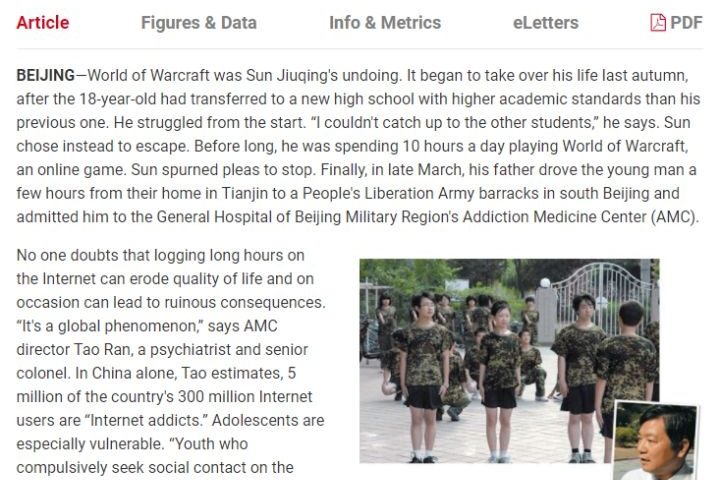 Article Figures & Data Info & Metrics eLetters PDF
BEIJING—World of Warcraft was Sun Jiuqing's undoing. It began to take over his life last autumn,
after the 18-year-old had transferred to a new high school with higher academic standards than his
previous one. He struggled from the start. “I couldn't catch up to the other students,” he says. Sun
chose instead to escape. Before long, he was spending 10 hours a day playing World of Warcraft,
an online game. Sun spurned pleas to stop. Finally, in late March, his father drove the young man a
few hours from their home in Tianjin to a People's Liberation Army barracks in south Beijing and
admitted him to the General Hospital of Beijing Military Region's Addiction Medicine Center (AMC).
No one doubts that logging long hours on
the Internet can erode quality of life and on
occasion can lead to ruinous consequences.
“It's a global phenomenon,” says AMC
director Tao Ran, a psychiatrist and senior
colonel. In China alone, Tao estimates, 5
million of the country's 300 million Internet
users are “Internet addicts.” Adolescents are
especially vulnerable. “Youth who
compulsively seek social contact on the